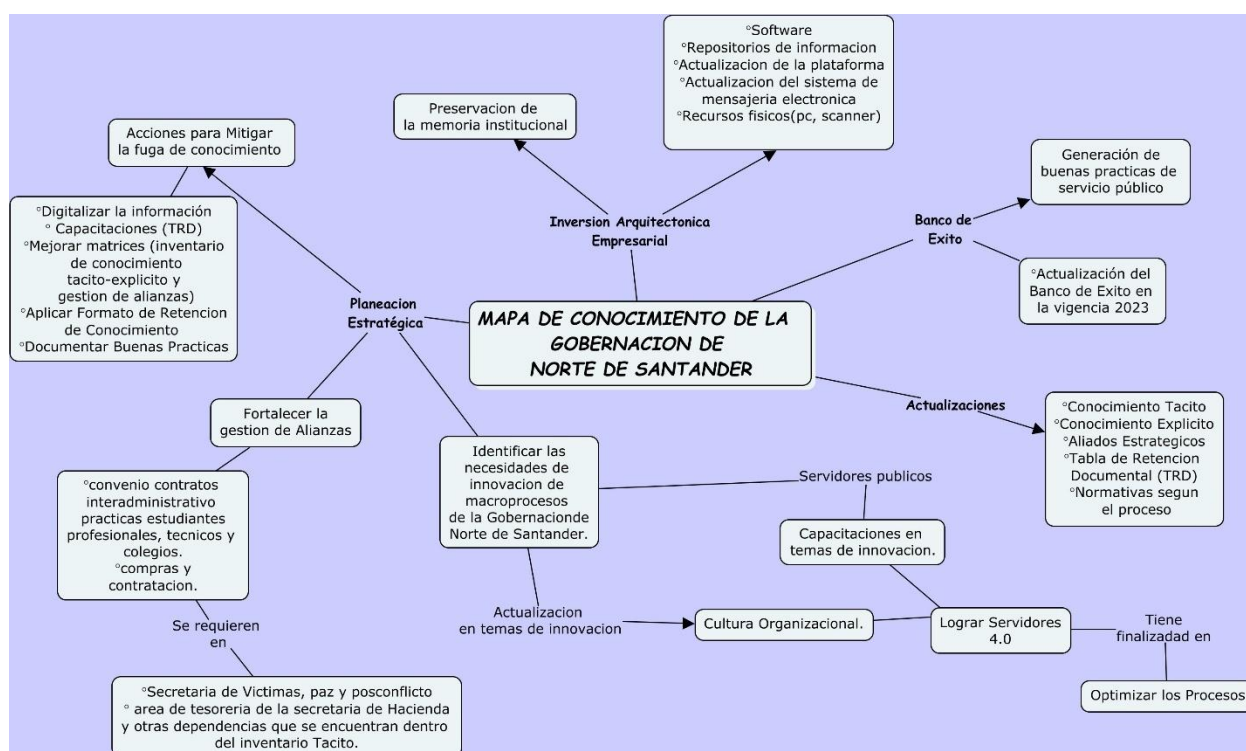 °Software
°Repositorios de informacion
°Actualizacion de la plataforma
°Actualizacion del sistema de
mensajeria electronica
°Recursos fisicos(pc, scanner)
Preservacion de
la memoria institucional
Acciones para Mitigar
la fuga de conocimiento
Generación de
buenas practicas de
servicio público
°Digitalizar la información
° Capacitaciones (TRD)
°Mejorar matrices (inventario
de conocimiento
tacito-explicito y
gestion de alianzas)
°Aplicar Formato de Retencion
de Conocimiento
°Documentar Buenas Practicas
Inversion Arquitectonica
Empresarial
Banco de
Exito
°Actualización del
Banco de Exito en
la vigencia 2023
Planeacion
Estratégica
MAPA DE CONOCIMIENTO DE LA
GOBERNACION DE
NORTE DE SANTANDER
Actualizaciones
°Conocimiento Tacito
°Conocimiento Explicito
°Aliados Estrategicos
°Tabla de Retencion
Documental (TRD)
°Normativas segun
el proceso
Fortalecer la
gestion de Alianzas
Identificar las
necesidades de
innovacion de
macroprocesos
de la Gobernacionde
Norte de Santander.
Servidores publicos
°convenio contratos
interadministrativo
practicas estudiantes
profesionales, tecnicos y
colegios.
°compras y
contratacion.
Capacitaciones en
temas de innovacion.
Actualizacion
en temas de innovacion
Cultura Organizacional.
Lograr Servidores
4.0
Tiene
finalizadad en
Se requieren
en
Optimizar los Procesos
°Secretaria de Victimas, paz y posconflicto
° area de tesoreria de la secretaria de Hacienda
y otras dependencias que se encuentran dentro
del inventario Tacito.